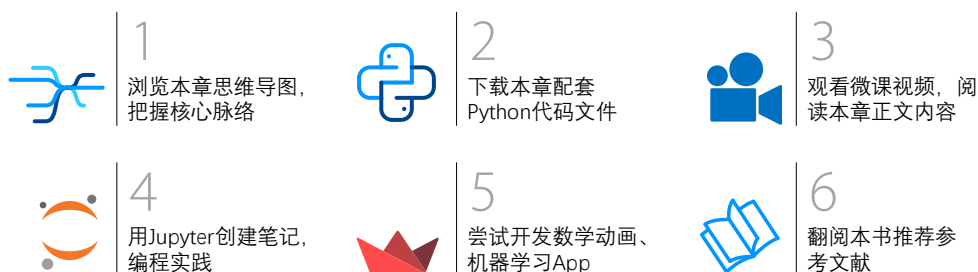 1
浏览本章思维导图，
把握核心脉络
2
下载本章配套
Python代码文件
3
观看微课视频，阅
读本章正文内容
4
用Jupyter创建笔记，
编程实践
5
尝试开发数学动画、
机器学习App
6
翻阅本书推荐参
考文献